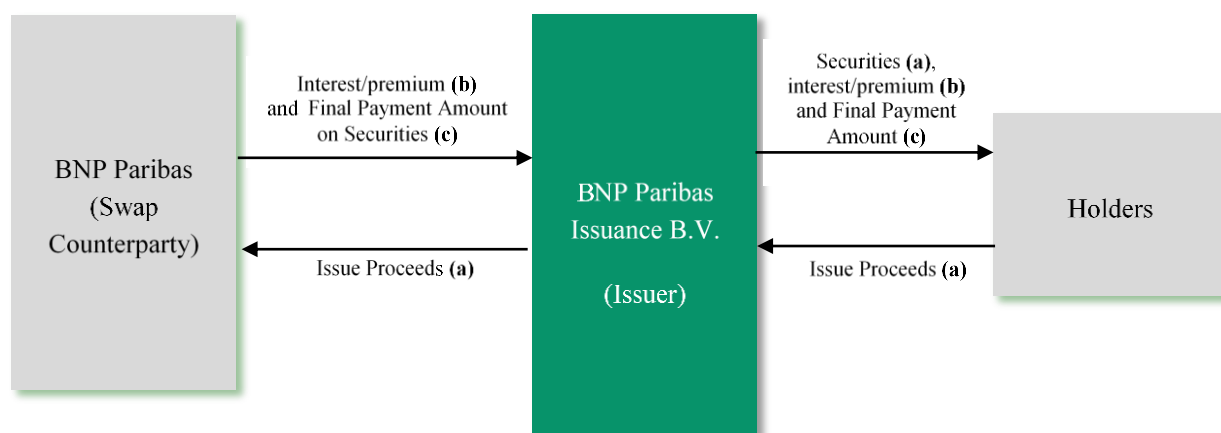 BNP Paribas
(Swap
Counterparty)
Interest/premium (b)
and Final Payment Amount
on Securities (c)
Issue Proceeds (a)
BNP Paribas
Issuance B.V.
(Issuer)
Securities (a),
interest/premium (b)
and Final Payment
Amount (c)
Issue Proceeds (a)
Holders